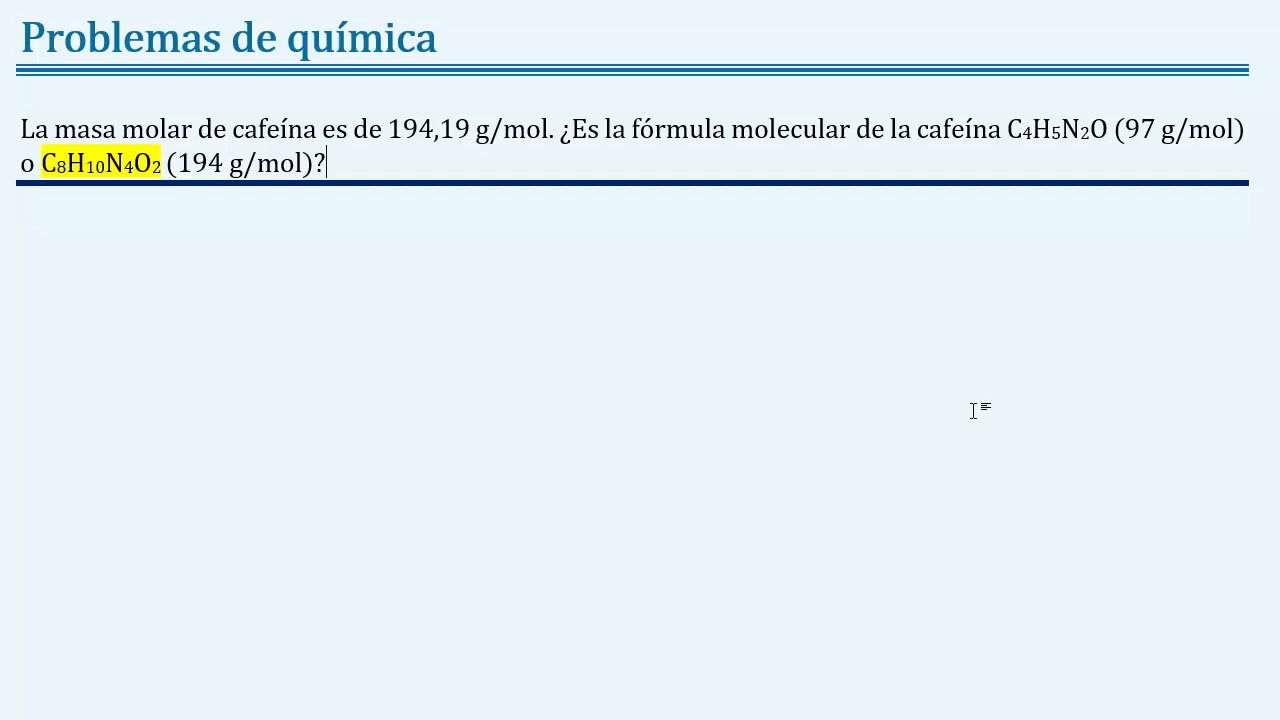 Problemas de química
La masa molar de cafeína es de 194,19 g/mol. ¿Es la fórmula molecular de la cafeína C₄H₅N₂O (97 g/mol)
o C₈H₁₀N₄O₂ (194 g/mol)?